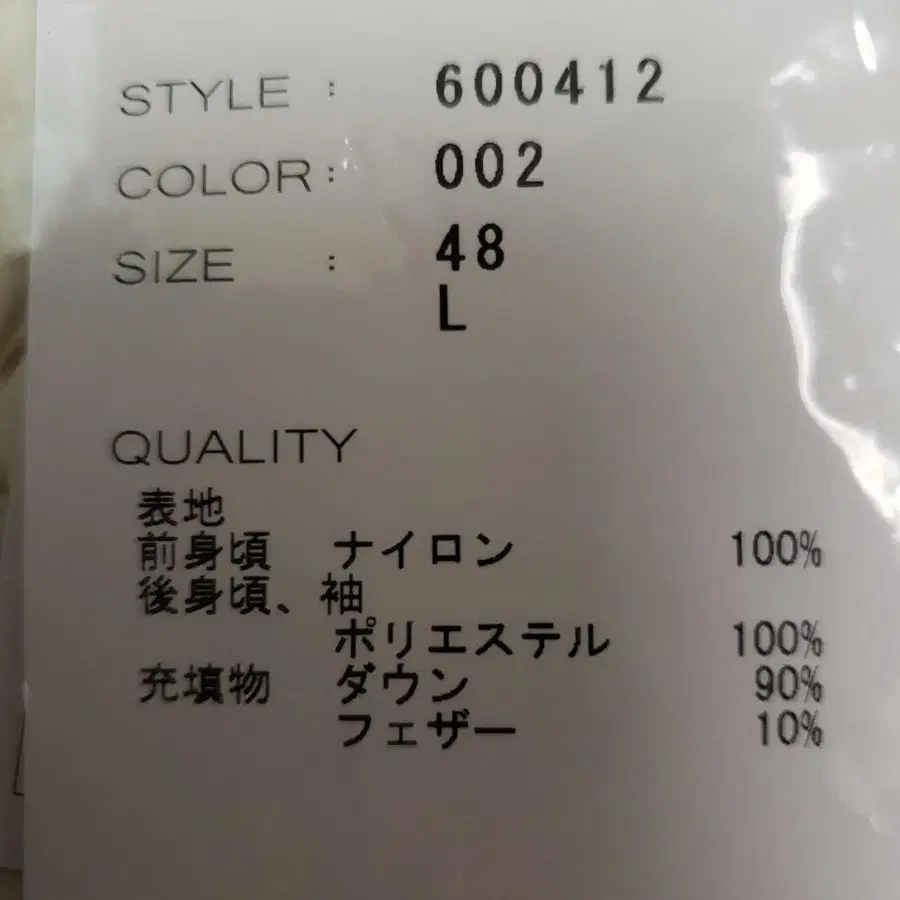 STYLE : 600412
COLOR: 002
SIZE : 48
L
QUALITY
表地
前身頃 ナイロン 100%
後身頃、袖
ポリエステル 100%
充填物 ダウン 90%
フェザー 10%